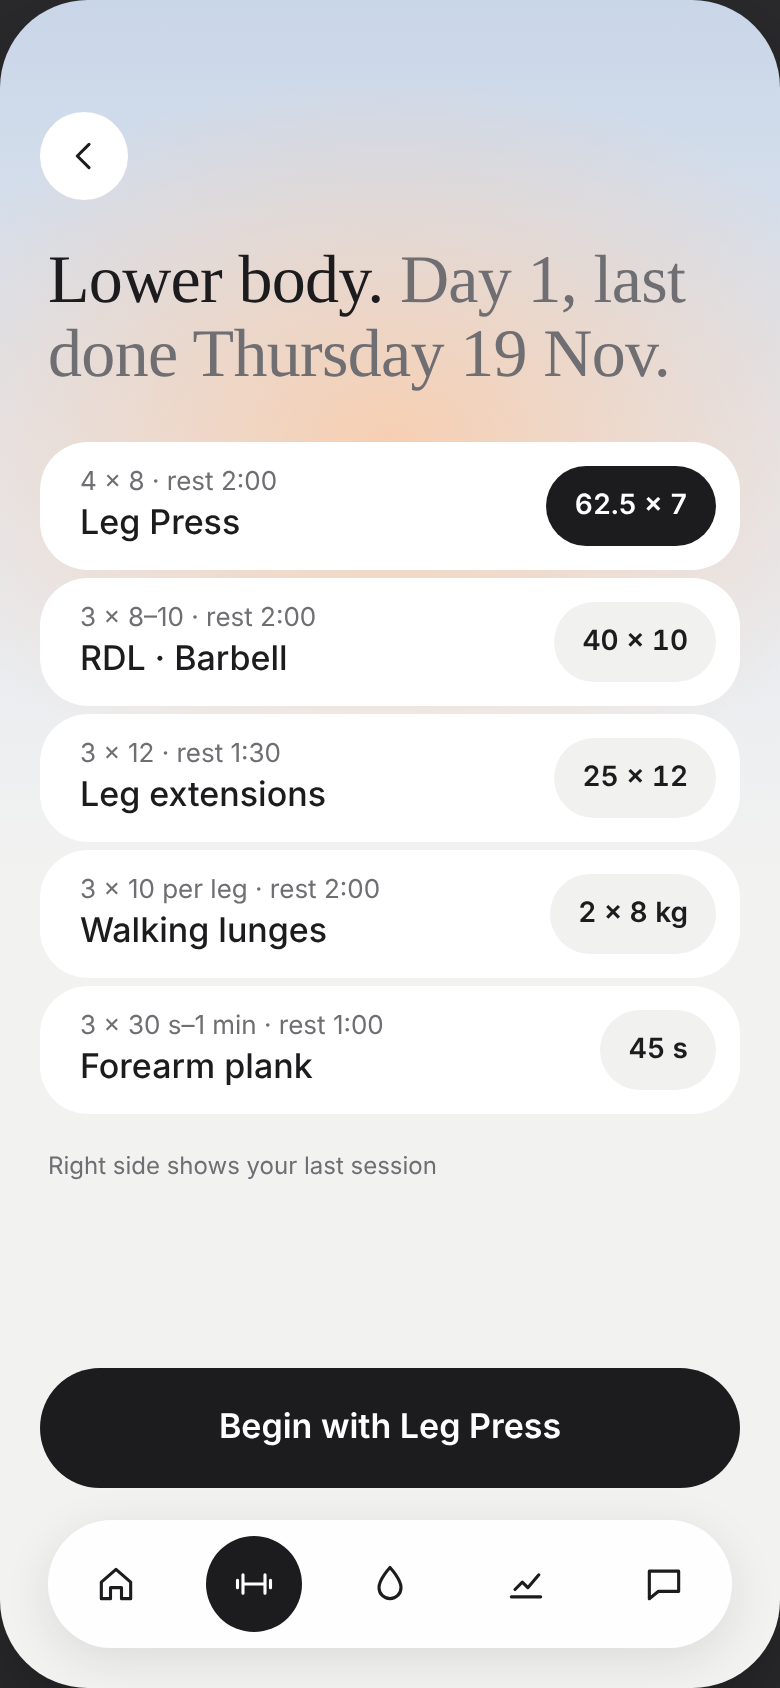 Lower body. Day 1, last
done Thursday 19 Nov.
4 × 8 · rest 2:00
Leg Press
62.5 × 7
3 × 8–10 · rest 2:00
RDL · Barbell
40 × 10
3 × 12 · rest 1:30
Leg extensions
25 × 12
3 × 10 per leg · rest 2:00
Walking lunges
2 × 8 kg
3 × 30 s–1 min · rest 1:00
Forearm plank
45 s
Right side shows your last session
Begin with Leg Press